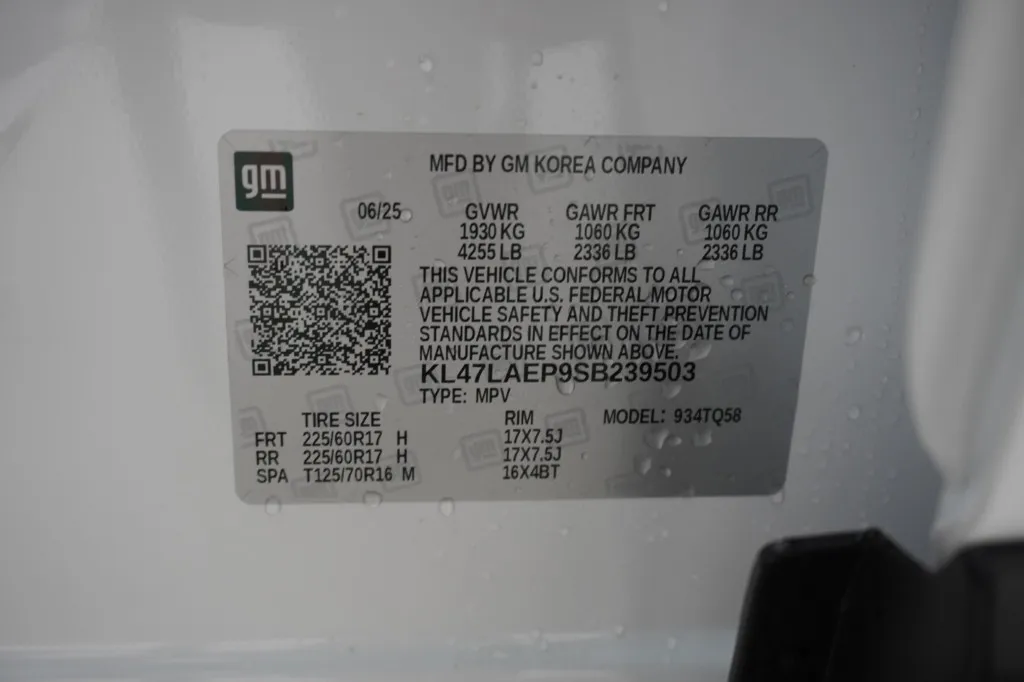 gm
MFD BY GM KOREA COMPANY
06/25 GVWR GAWR FRT GAWR RR
1930 KG 1060 KG 1060 KG
4255 LB 2336 LB 2336 LB
THIS VEHICLE CONFORMS TO ALL
APPLICABLE U.S. FEDERAL MOTOR
VEHICLE SAFETY AND THEFT PREVENTION
STANDARDS IN EFFECT ON THE DATE OF
MANUFACTURE SHOWN ABOVE.
KL47LAEP9SB239503
TYPE: MPV
TIRE SIZE RIM MODEL: 934TQ58
FRT 225/60R17 H 17X7.5J
RR 225/60R17 H 17X7.5J
SPA T125/70R16 M 16X4BT